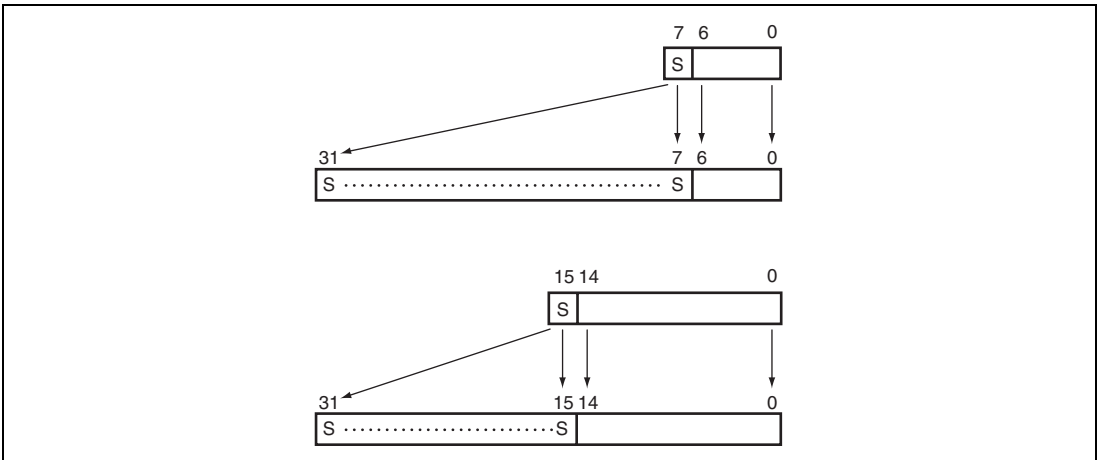 7 6 0
S
31 7 6 0
S ...................................... S
15 14 0
S
31 15 14 0
S ..........................S